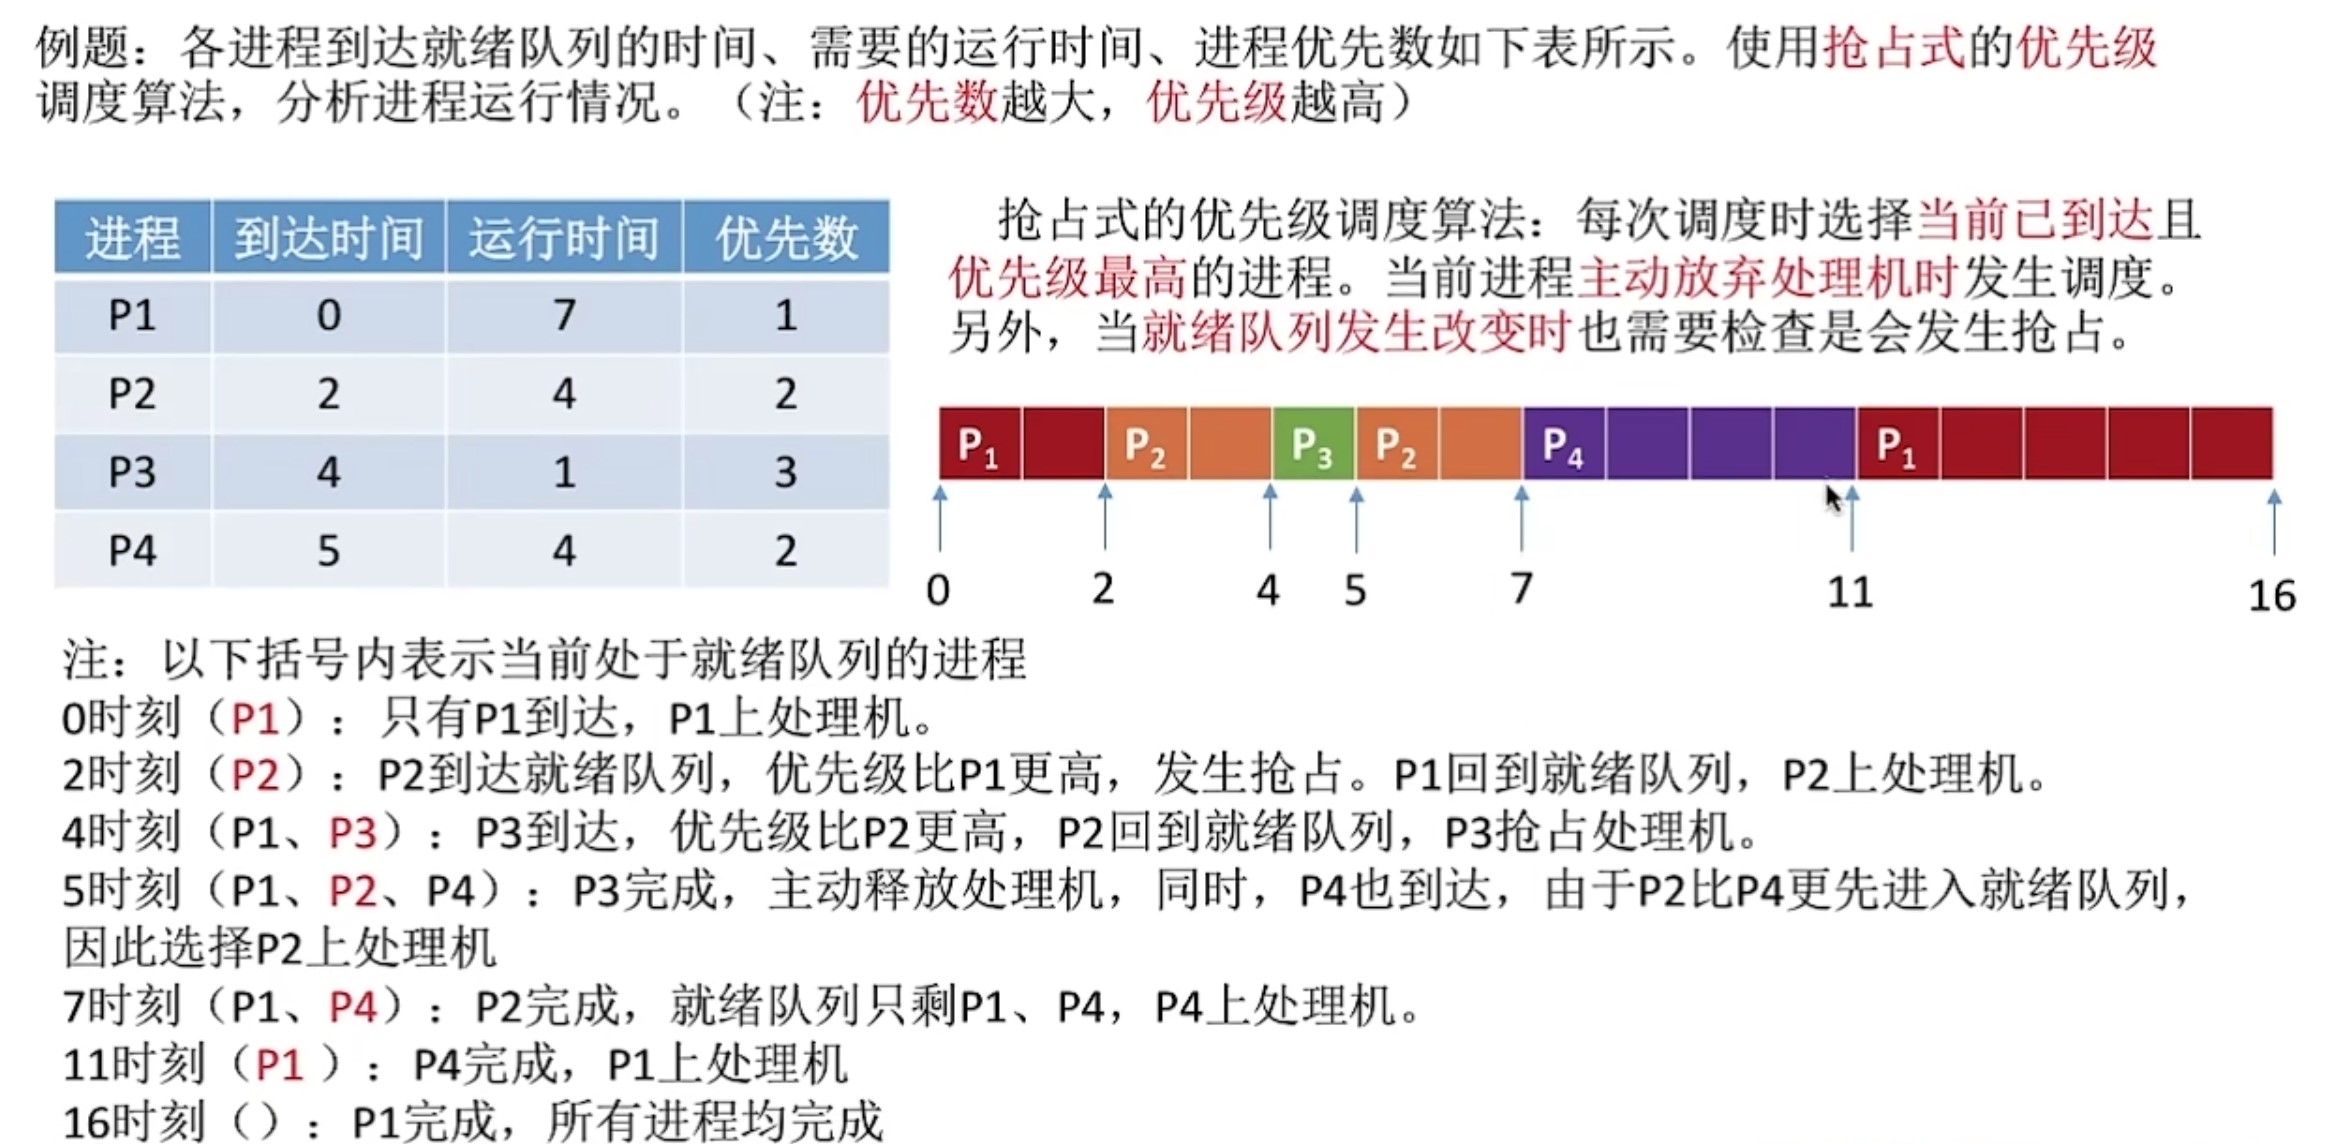 例题：各进程到达就绪队列的时间、需要的运行时间、进程优先数如下表所示。使用抢占式的优先级
调度算法，分析进程运行情况。（注：优先数越大，优先级越高）
进程 到达时间 运行时间 优先数
P1 0 7 1
P2 2 4 2
P3 4 1 3
P4 5 4 2
抢占式的优先级调度算法：每次调度时选择当前已到达且
优先级最高的进程。当前进程主动放弃处理机时发生调度。
另外，当就绪队列发生改变时也需要检查是会发生抢占。
P₁ P₂ P₃ P₂ P₄ P₁
0 2 4 5 7 11 16
注：以下括号内表示当前处于就绪队列的进程
0时刻（P1）：只有P1到达，P1上处理机。
2时刻（P2）：P2到达就绪队列，优先级比P1更高，发生抢占。P1回到就绪队列，P2上处理机。
4时刻（P1、P3）：P3到达，优先级比P2更高，P2回到就绪队列，P3抢占处理机。
5时刻（P1、P2、P4）：P3完成，主动释放处理机，同时，P4也到达，由于P2比P4更先进入就绪队列，
因此选择P2上处理机
7时刻（P1、P4）：P2完成，就绪队列只剩P1、P4，P4上处理机。
11时刻（P1 ）：P4完成，P1上处理机
16时刻（）：P1完成，所有进程均完成